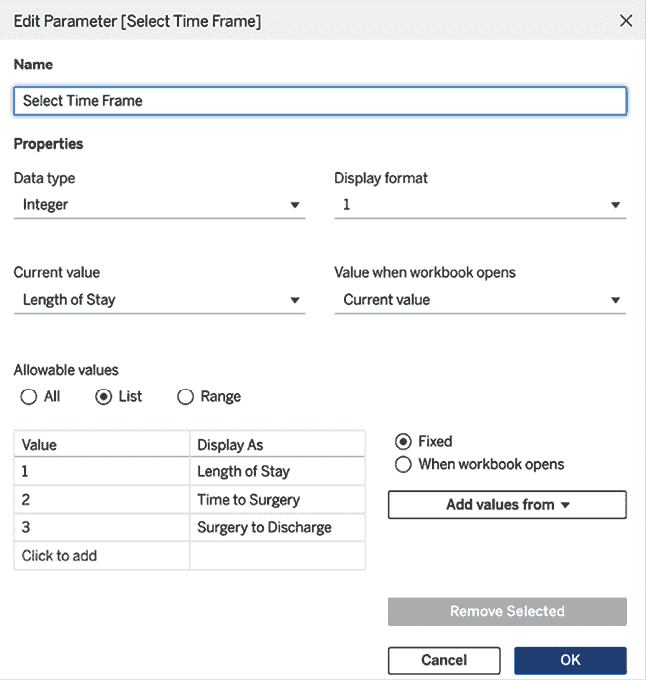 Edit Parameter [Select Time Frame]
Name
Select Time Frame
Properties
Data type
Display format
Integer
1
Current value
Value when workbook opens
Length of Stay
Current value
Allowable values
All List Range
Value Display As
1 Length of Stay
2 Time to Surgery
3 Surgery to Discharge
Click to add
Fixed
When workbook opens
Add values from
Remove Selected
Cancel OK